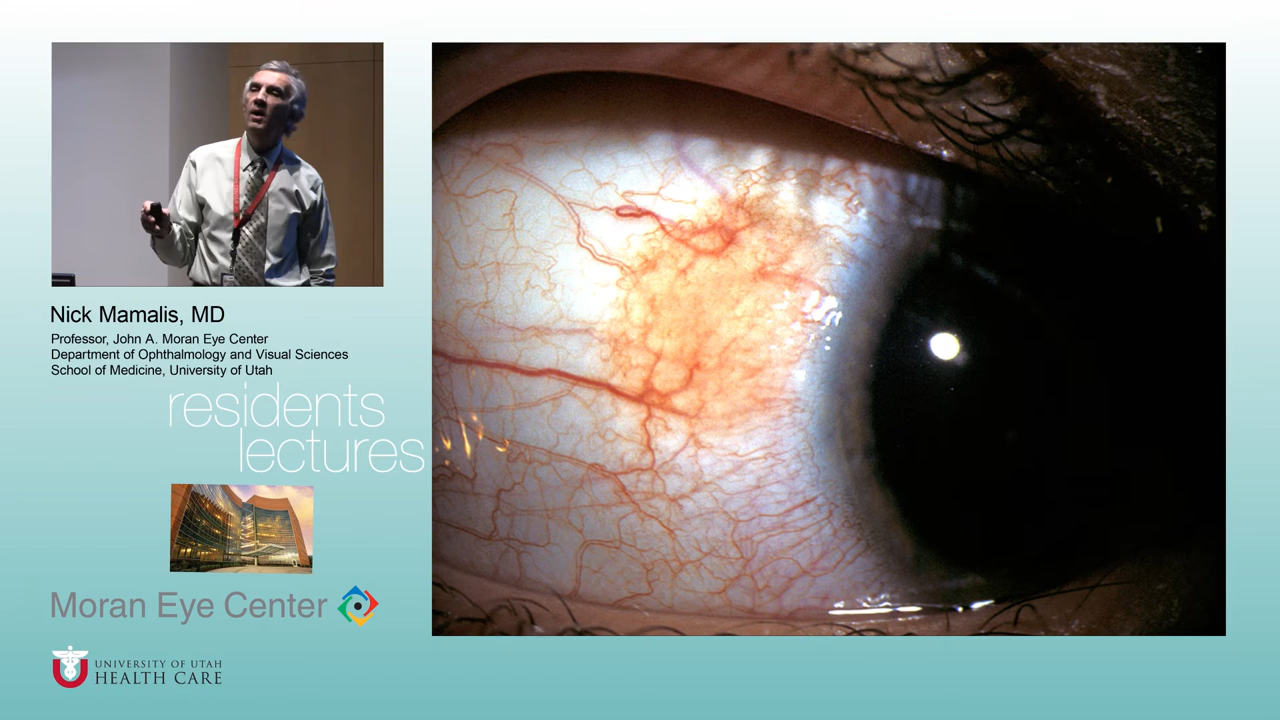 Nick Mamalis, MD
Professor, John A. Moran Eye Center
Department of Ophthalmology and Visual Sciences
School of Medicine, University of Utah
residents
lectures
Moran Eye Center
UNIVERSITY OF UTAH
HEALTH CARE